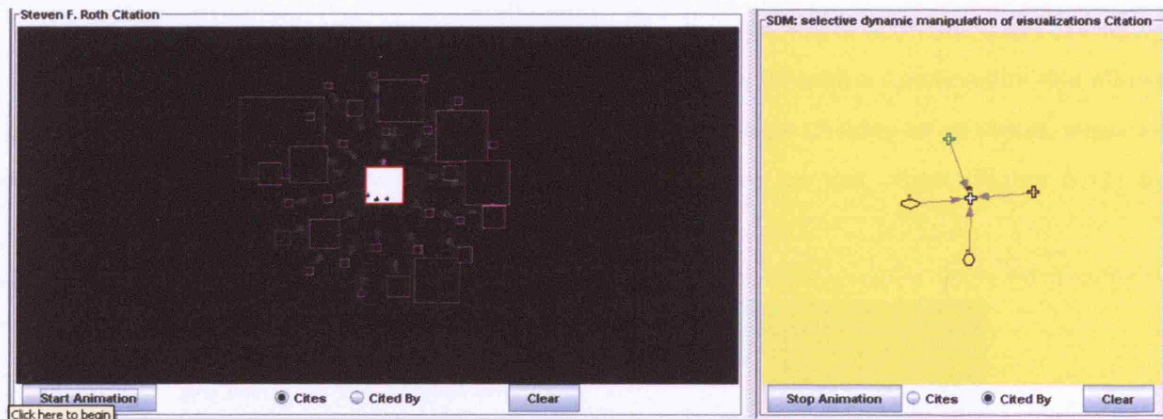 Steven F. Roth Citation
Start Animation Cites Cited By Clear
Click here to begin
SDM: selective dynamic manipulation of visualizations Citation
Stop Animation Cites Cited By Clear